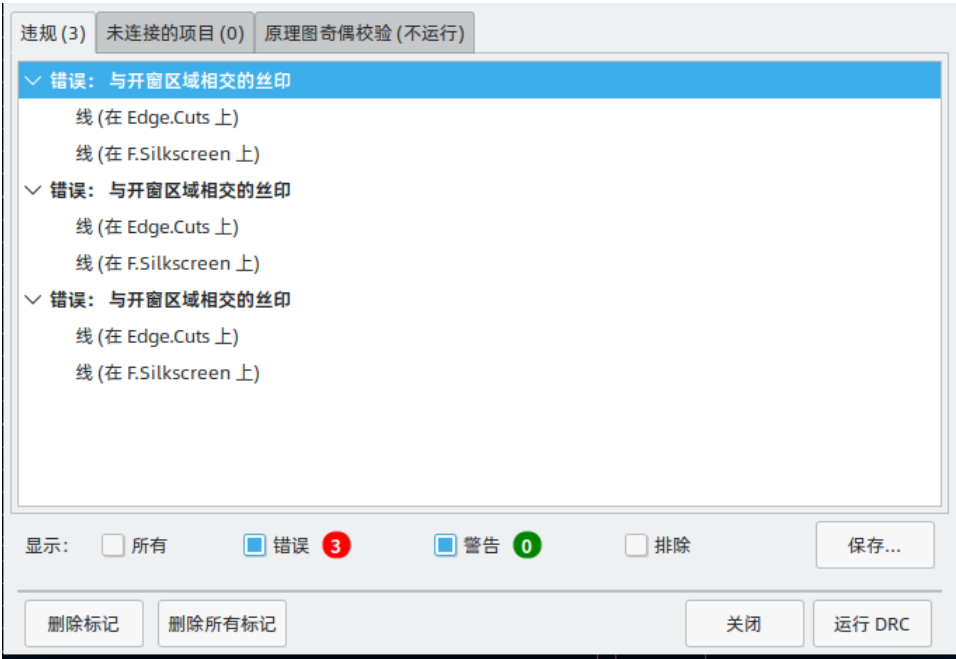 违规 (3) 未连接的项目 (0) 原理图奇偶校验 (不运行)
错误： 与开窗区域相交的丝印
线 (在 Edge.Cuts 上)
线 (在 F.Silkscreen 上)
错误： 与开窗区域相交的丝印
线 (在 Edge.Cuts 上)
线 (在 F.Silkscreen 上)
错误： 与开窗区域相交的丝印
线 (在 Edge.Cuts 上)
线 (在 F.Silkscreen 上)
显示： 所有 错误 3 警告 0 排除 保存...
删除标记 删除所有标记 关闭 运行 DRC